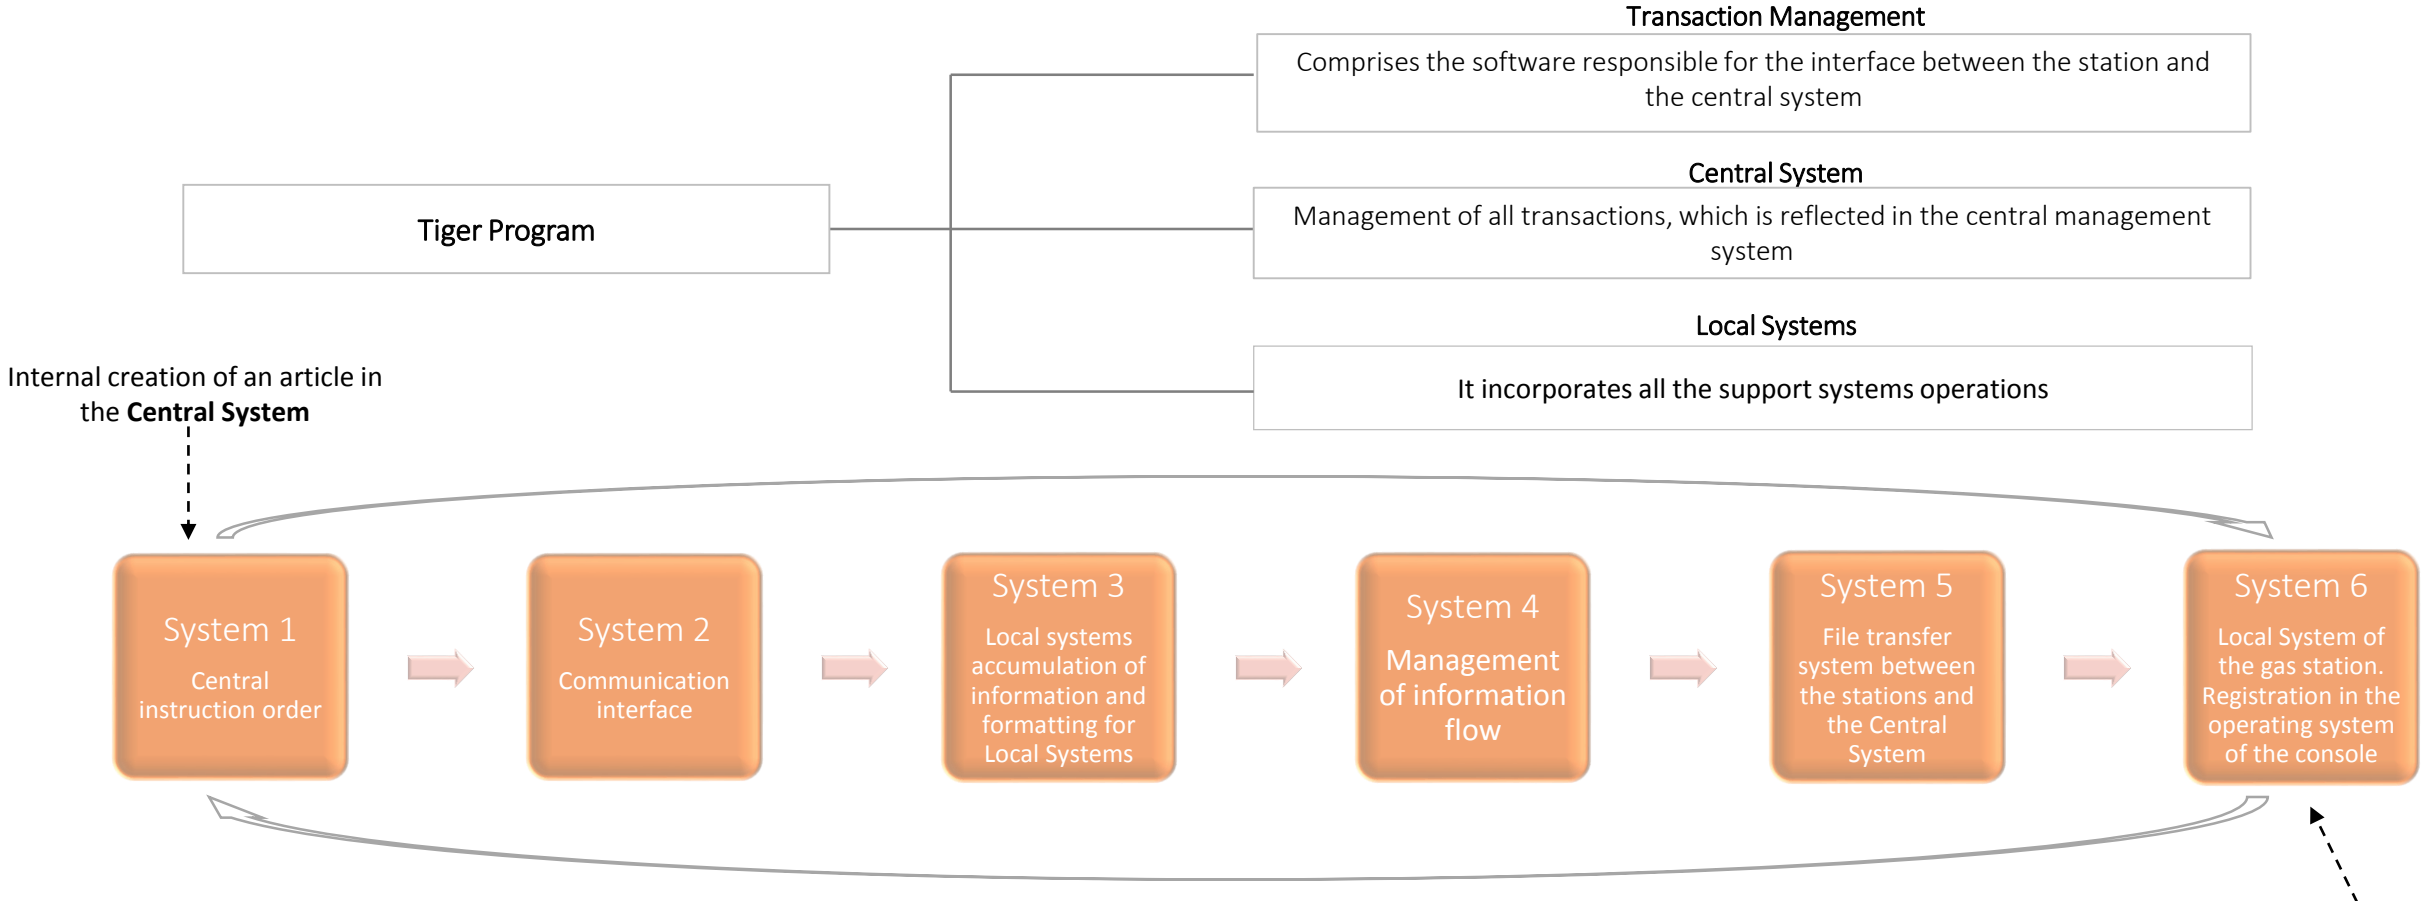 Transaction Management
Comprises the software responsible for the interface between the station and
the central system
Central System
Management of all transactions, which is reflected in the central management
system
Tiger Program
Local Systems
It incorporates all the support systems operations
Internal creation of an article in
the Central System
System 1
Central
instruction order
System 2
Communication
interface
System 3
Local systems
accumulation of
information and
formatting for
Local Systems
System 4
Management
of information
flow
System 5
File transfer
system between
the stations and
the Central
System
System 6
Local System of
the gas station.
Registration in the
operating system
of the console